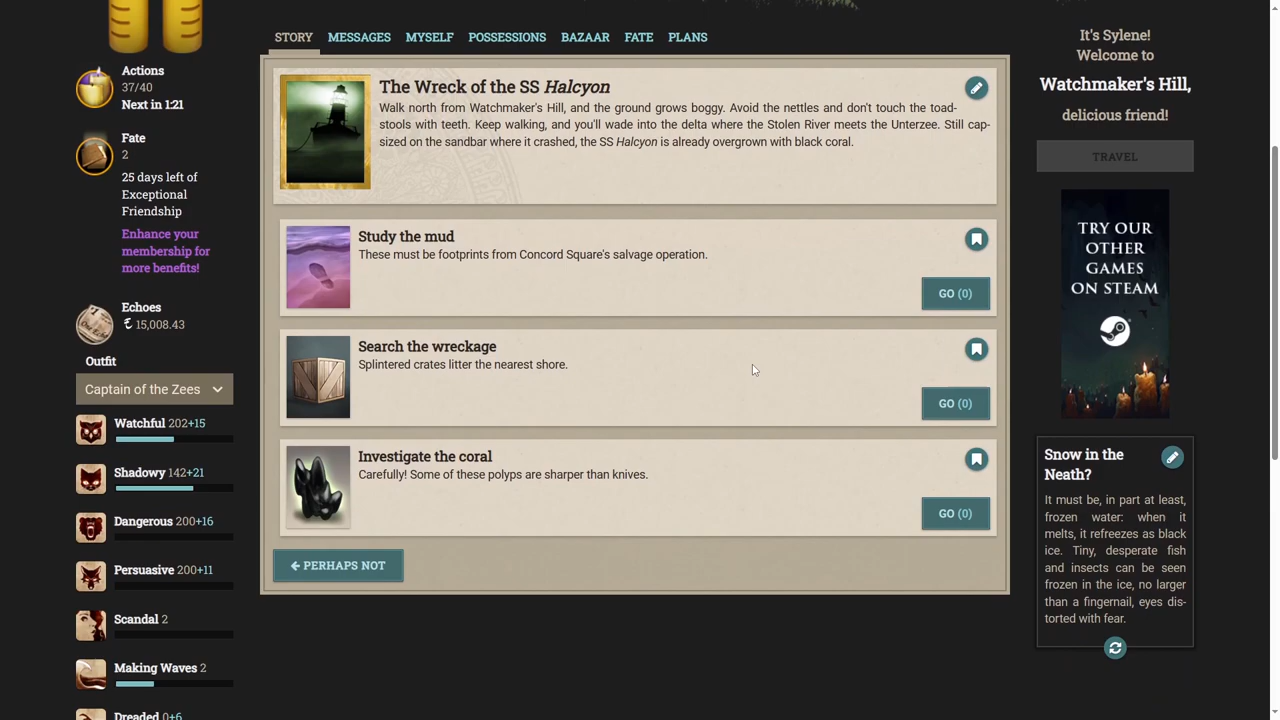 STORY MESSAGES MYSELF POSSESSIONS BAZAAR FATE PLANS
Actions
37/40
Next in 1:21
Fate
2
25 days left of
Exceptional
Friendship
Enhance your
membership for
more benefits!
Echoes
15,008.43
Outfit
Captain of the Zees
Watchful 202+15
Shadowy 142+21
Dangerous 200+16
Persuasive 200+11
Scandal 2
Making Waves 2
Dreaded 0+6
The Wreck of the SS Halcyon
Walk north from Watchmaker's Hill, and the ground grows boggy. Avoid the nettles and don't touch the toad-
stools with teeth. Keep walking, and you'll wade into the delta where the Stolen River meets the Unterzee. Still cap-
sized on the sandbar where it crashed, the SS Halcyon is already overgrown with black coral.
Study the mud
These must be footprints from Concord Square's salvage operation.
GO (0)
Search the wreckage
Splintered crates litter the nearest shore.
GO (0)
Investigate the coral
Carefully! Some of these polyps are sharper than knives.
GO (0)
PERHAPS NOT
It's Sylene!
Welcome to
Watchmaker's Hill,
delicious friend!
TRAVEL
TRY OUR
OTHER
GAMES
ON STEAM
Snow in the
Neath?
It must be, in part at least,
frozen water: when it
melts, it refreezes as black
ice. Tiny, desperate fish
and insects can be seen
frozen in the ice, no larger
than a fingernail, eyes dis-
torted with fear.